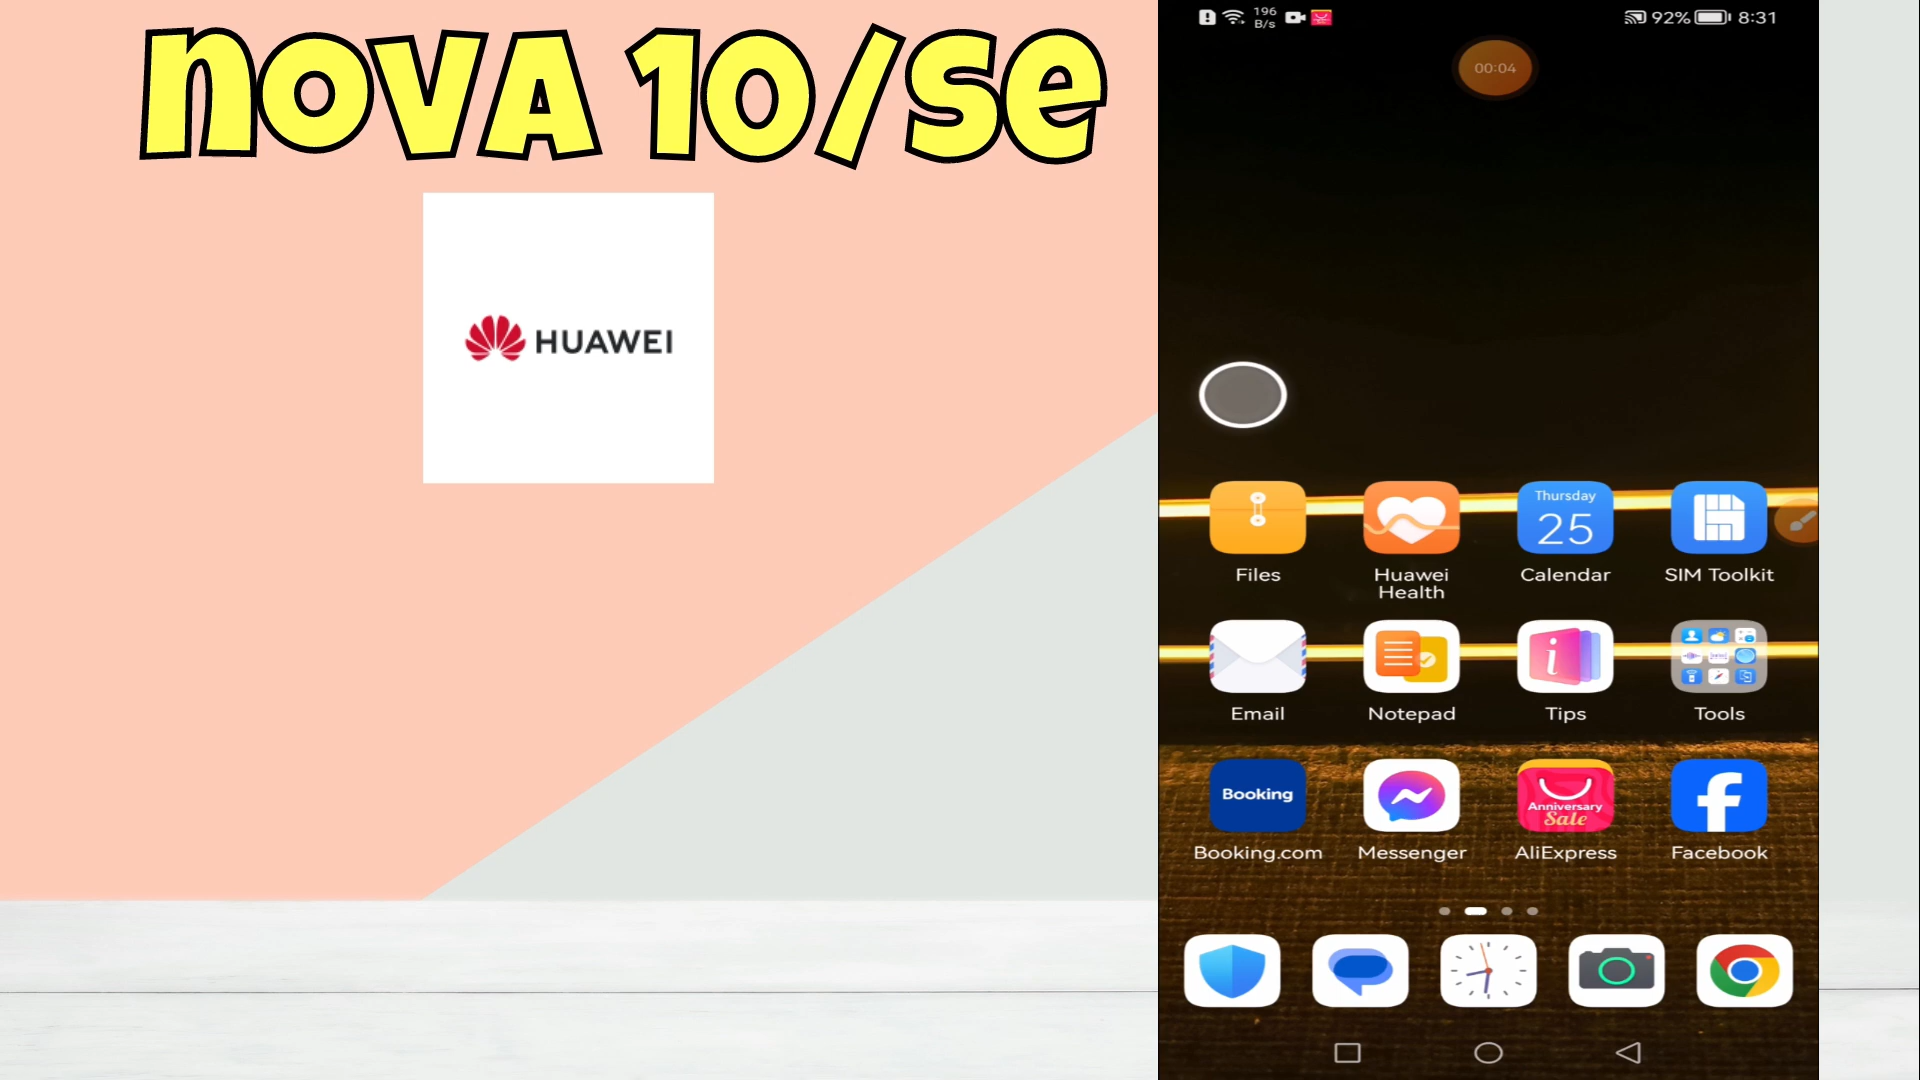 NOVA 10/SE
HUAWEI
196
B/s
92%
8:31
00:04
Thursday
25
Files
Huawei
Health
Calendar
SIM Toolkit
i
Email
Notepad
Tips
Tools
Booking
Anniversary
Sale
Booking.com
Messenger
AliExpress
Facebook